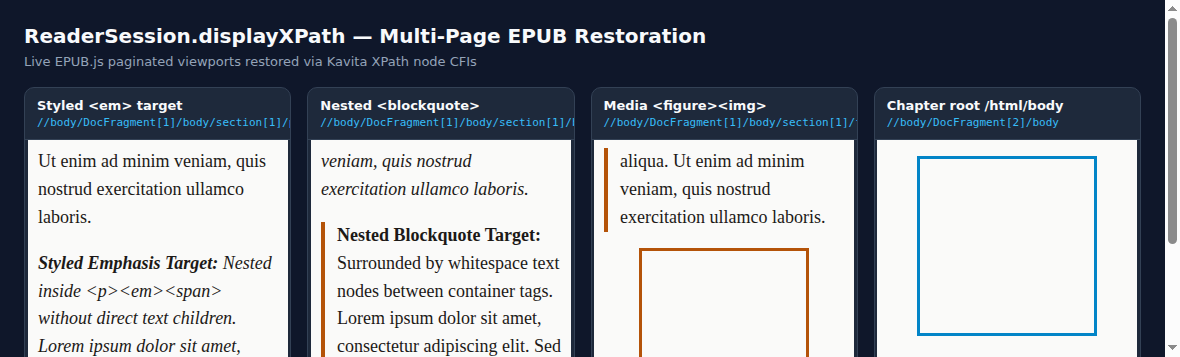 ReaderSession.displayXPath — Multi-Page EPUB Restoration
Live EPUB.js paginated viewports restored via Kavita XPath node CFIs
Styled <em> target
//body/DocFragment[1]/body/section[1]/
Ut enim ad minim veniam, quis
nostrud exercitation ullamco
laboris.
Styled Emphasis Target: Nested
inside <p><em><span>
without direct text children.
Lorem ipsum dolor sit amet,
Nested <blockquote>
//body/DocFragment[1]/body/section[1]/
veniam, quis nostrud
exercitation ullamco laboris.
Nested Blockquote Target:
Surrounded by whitespace text
nodes between container tags.
Lorem ipsum dolor sit amet,
consectetur adipiscing elit. Sed
Media <figure><img>
//body/DocFragment[1]/body/section[1]/
aliqua. Ut enim ad minim
veniam, quis nostrud
exercitation ullamco laboris.
Chapter root /html/body
//body/DocFragment[2]/body